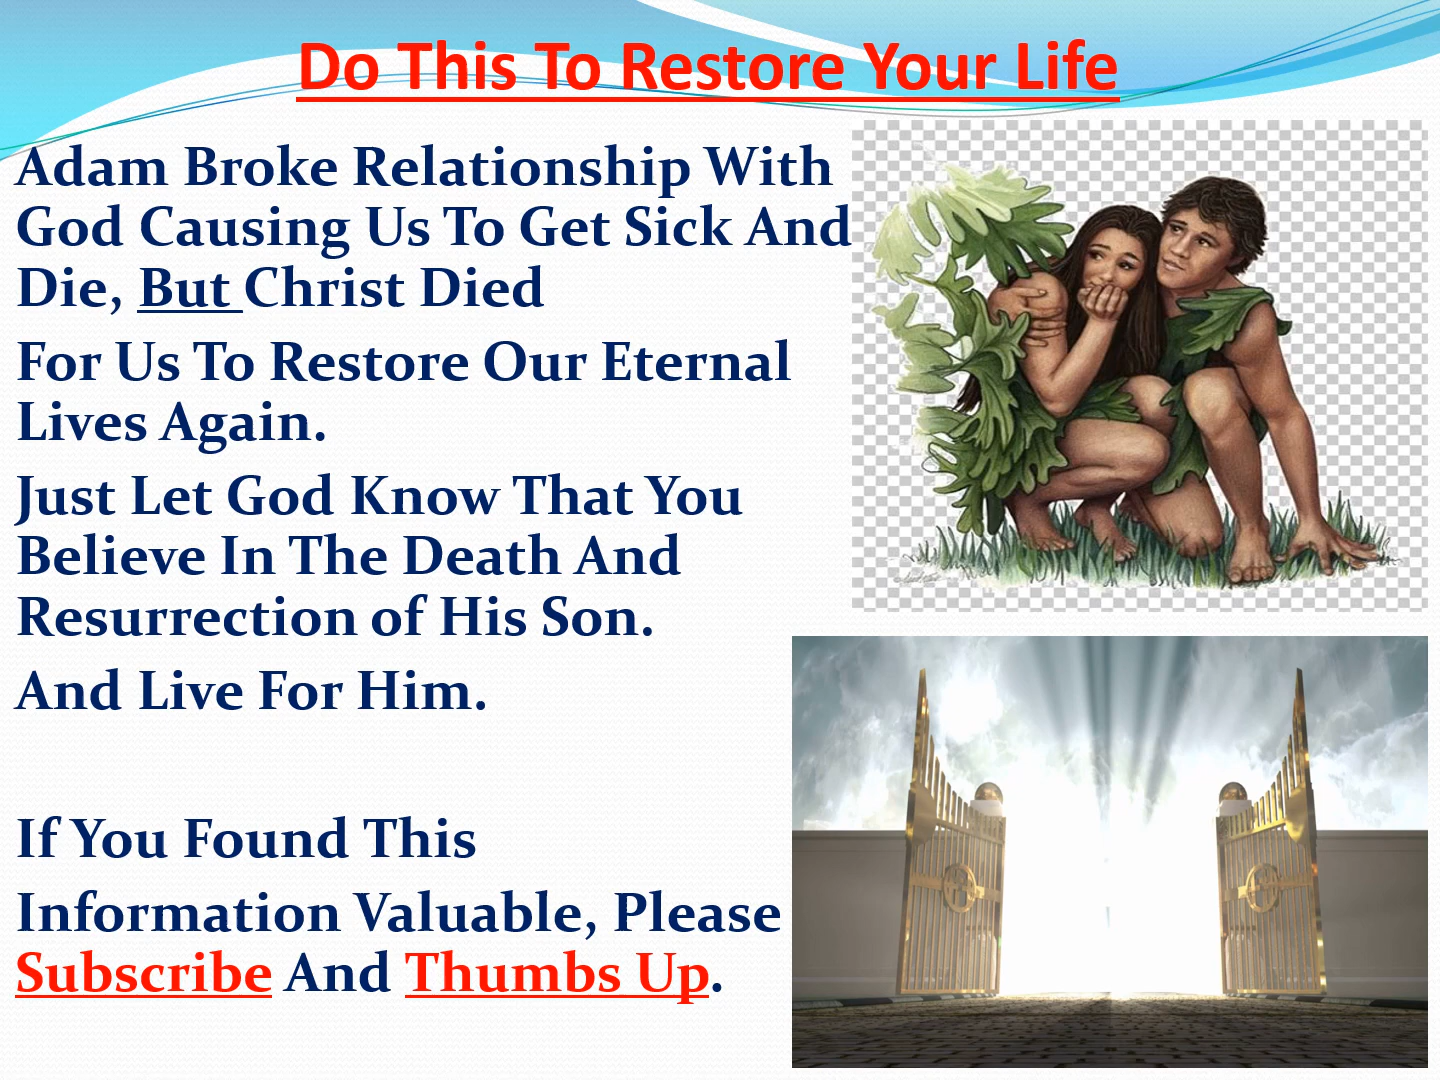 Do This To Restore Your Life
Adam Broke Relationship With
God Causing Us To Get Sick And
Die, But Christ Died
For Us To Restore Our Eternal
Lives Again.
Just Let God Know That You
Believe In The Death And
Resurrection of His Son.
And Live For Him.
If You Found This
Information Valuable, Please
Subscribe And Thumbs Up.